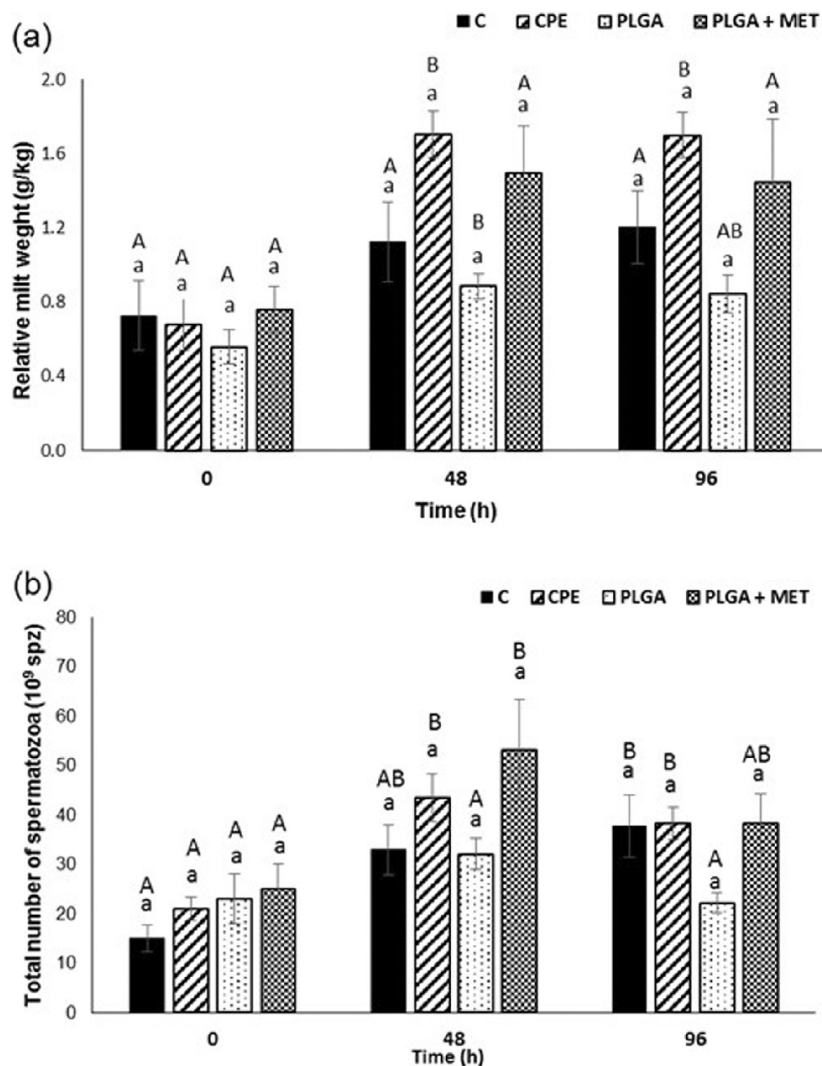 (a)
C CPE PLGA PLGA + MET
Relative milt weght (g/kg)
2.0
1.6
1.2
0.8
0.4
0.0
A A A A
a a a a
A B B A
a a a a
A B AB A
a a a a
0 48 96
Time (h)
(b)
C CPE PLGA PLGA + MET
Total number of spermatozoa (10⁹ spz)
80
70
60
50
40
30
20
10
0
A A A A
a a a a
AB B A B
a a a a
B B A AB
a a a a
0 48 96
Time (h)